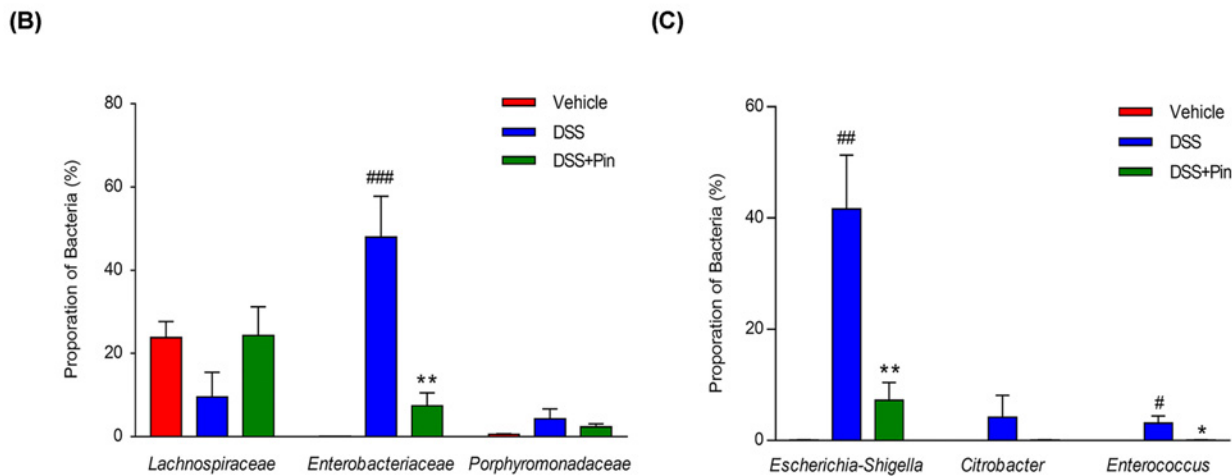 (B)
Proporation of Bacteria (%)
80
60
40
20
0
Vehicle
DSS
DSS+Pin
###
**
Lachnospiraceae
Enterobacteriaceae
Porphyromonadaceae
(C)
Proporation of Bacteria (%)
60
40
20
0
Vehicle
DSS
DSS+Pin
##
**
#
*
Escherichia-Shigella
Citrobacter
Enterococcus